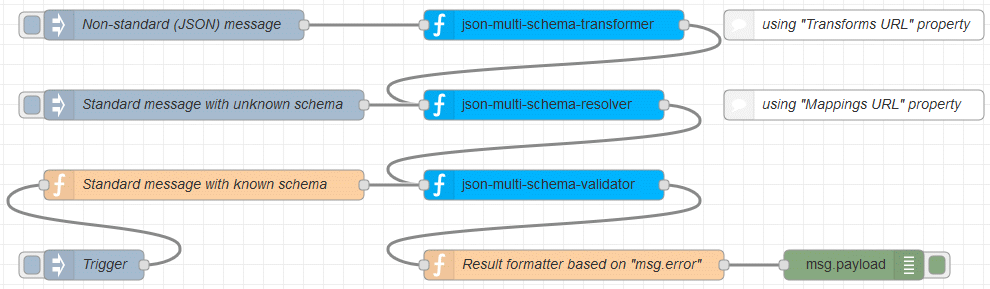 Non-standard (JSON) message
json-multi-schema-transformer
using "Transforms URL" property
Standard message with unknown schema
json-multi-schema-resolver
using "Mappings URL" property
Standard message with known schema
json-multi-schema-validator
Trigger
Result formatter based on "msg.error"
msg.payload